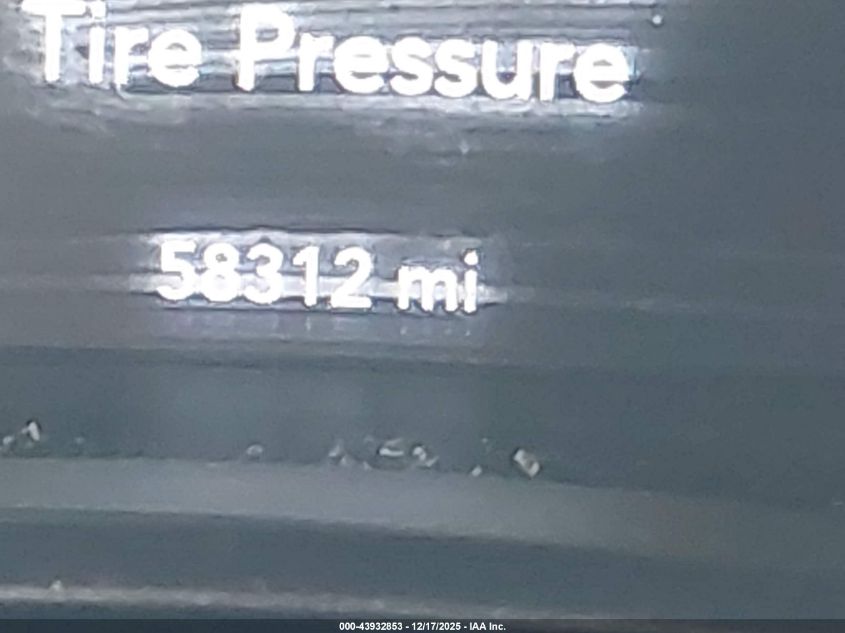 Tire Pressure
58312 mi
000-43932853 - 12/17/2025 - IAA Inc.